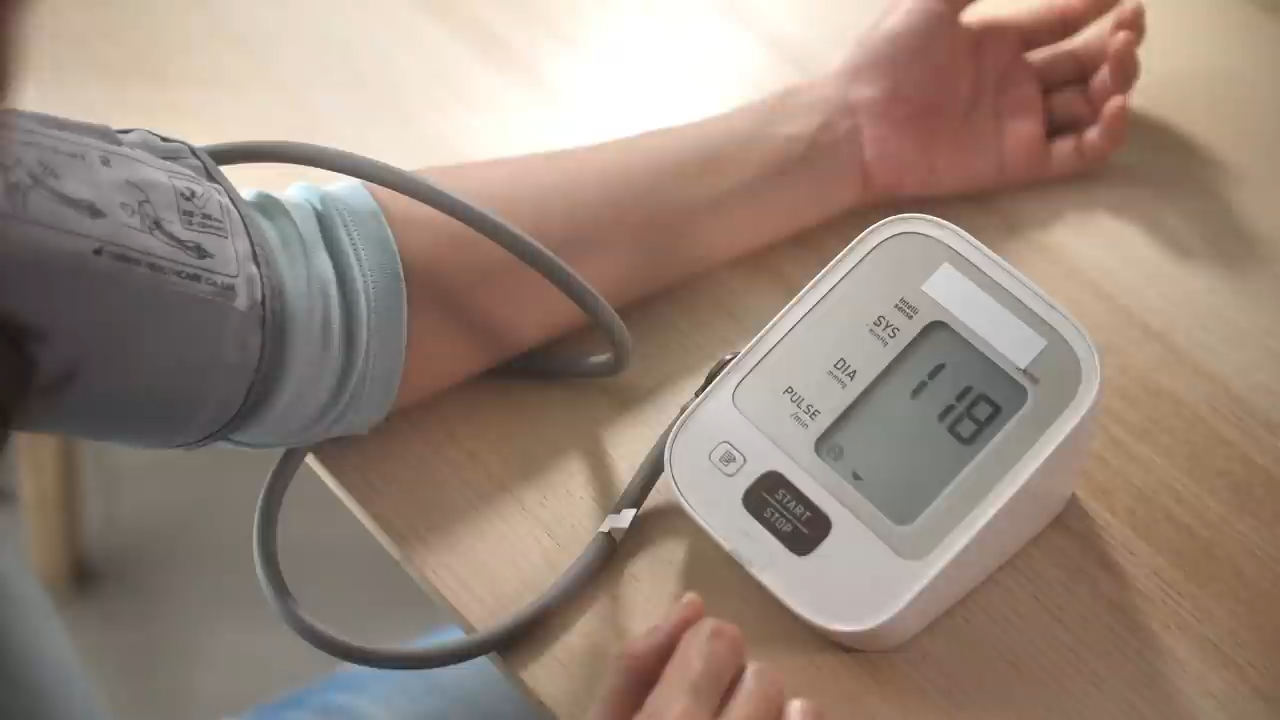 Intelli
sense
SYS
mmHg
DIA
mmHg
PULSE
/min
118
START
STOP